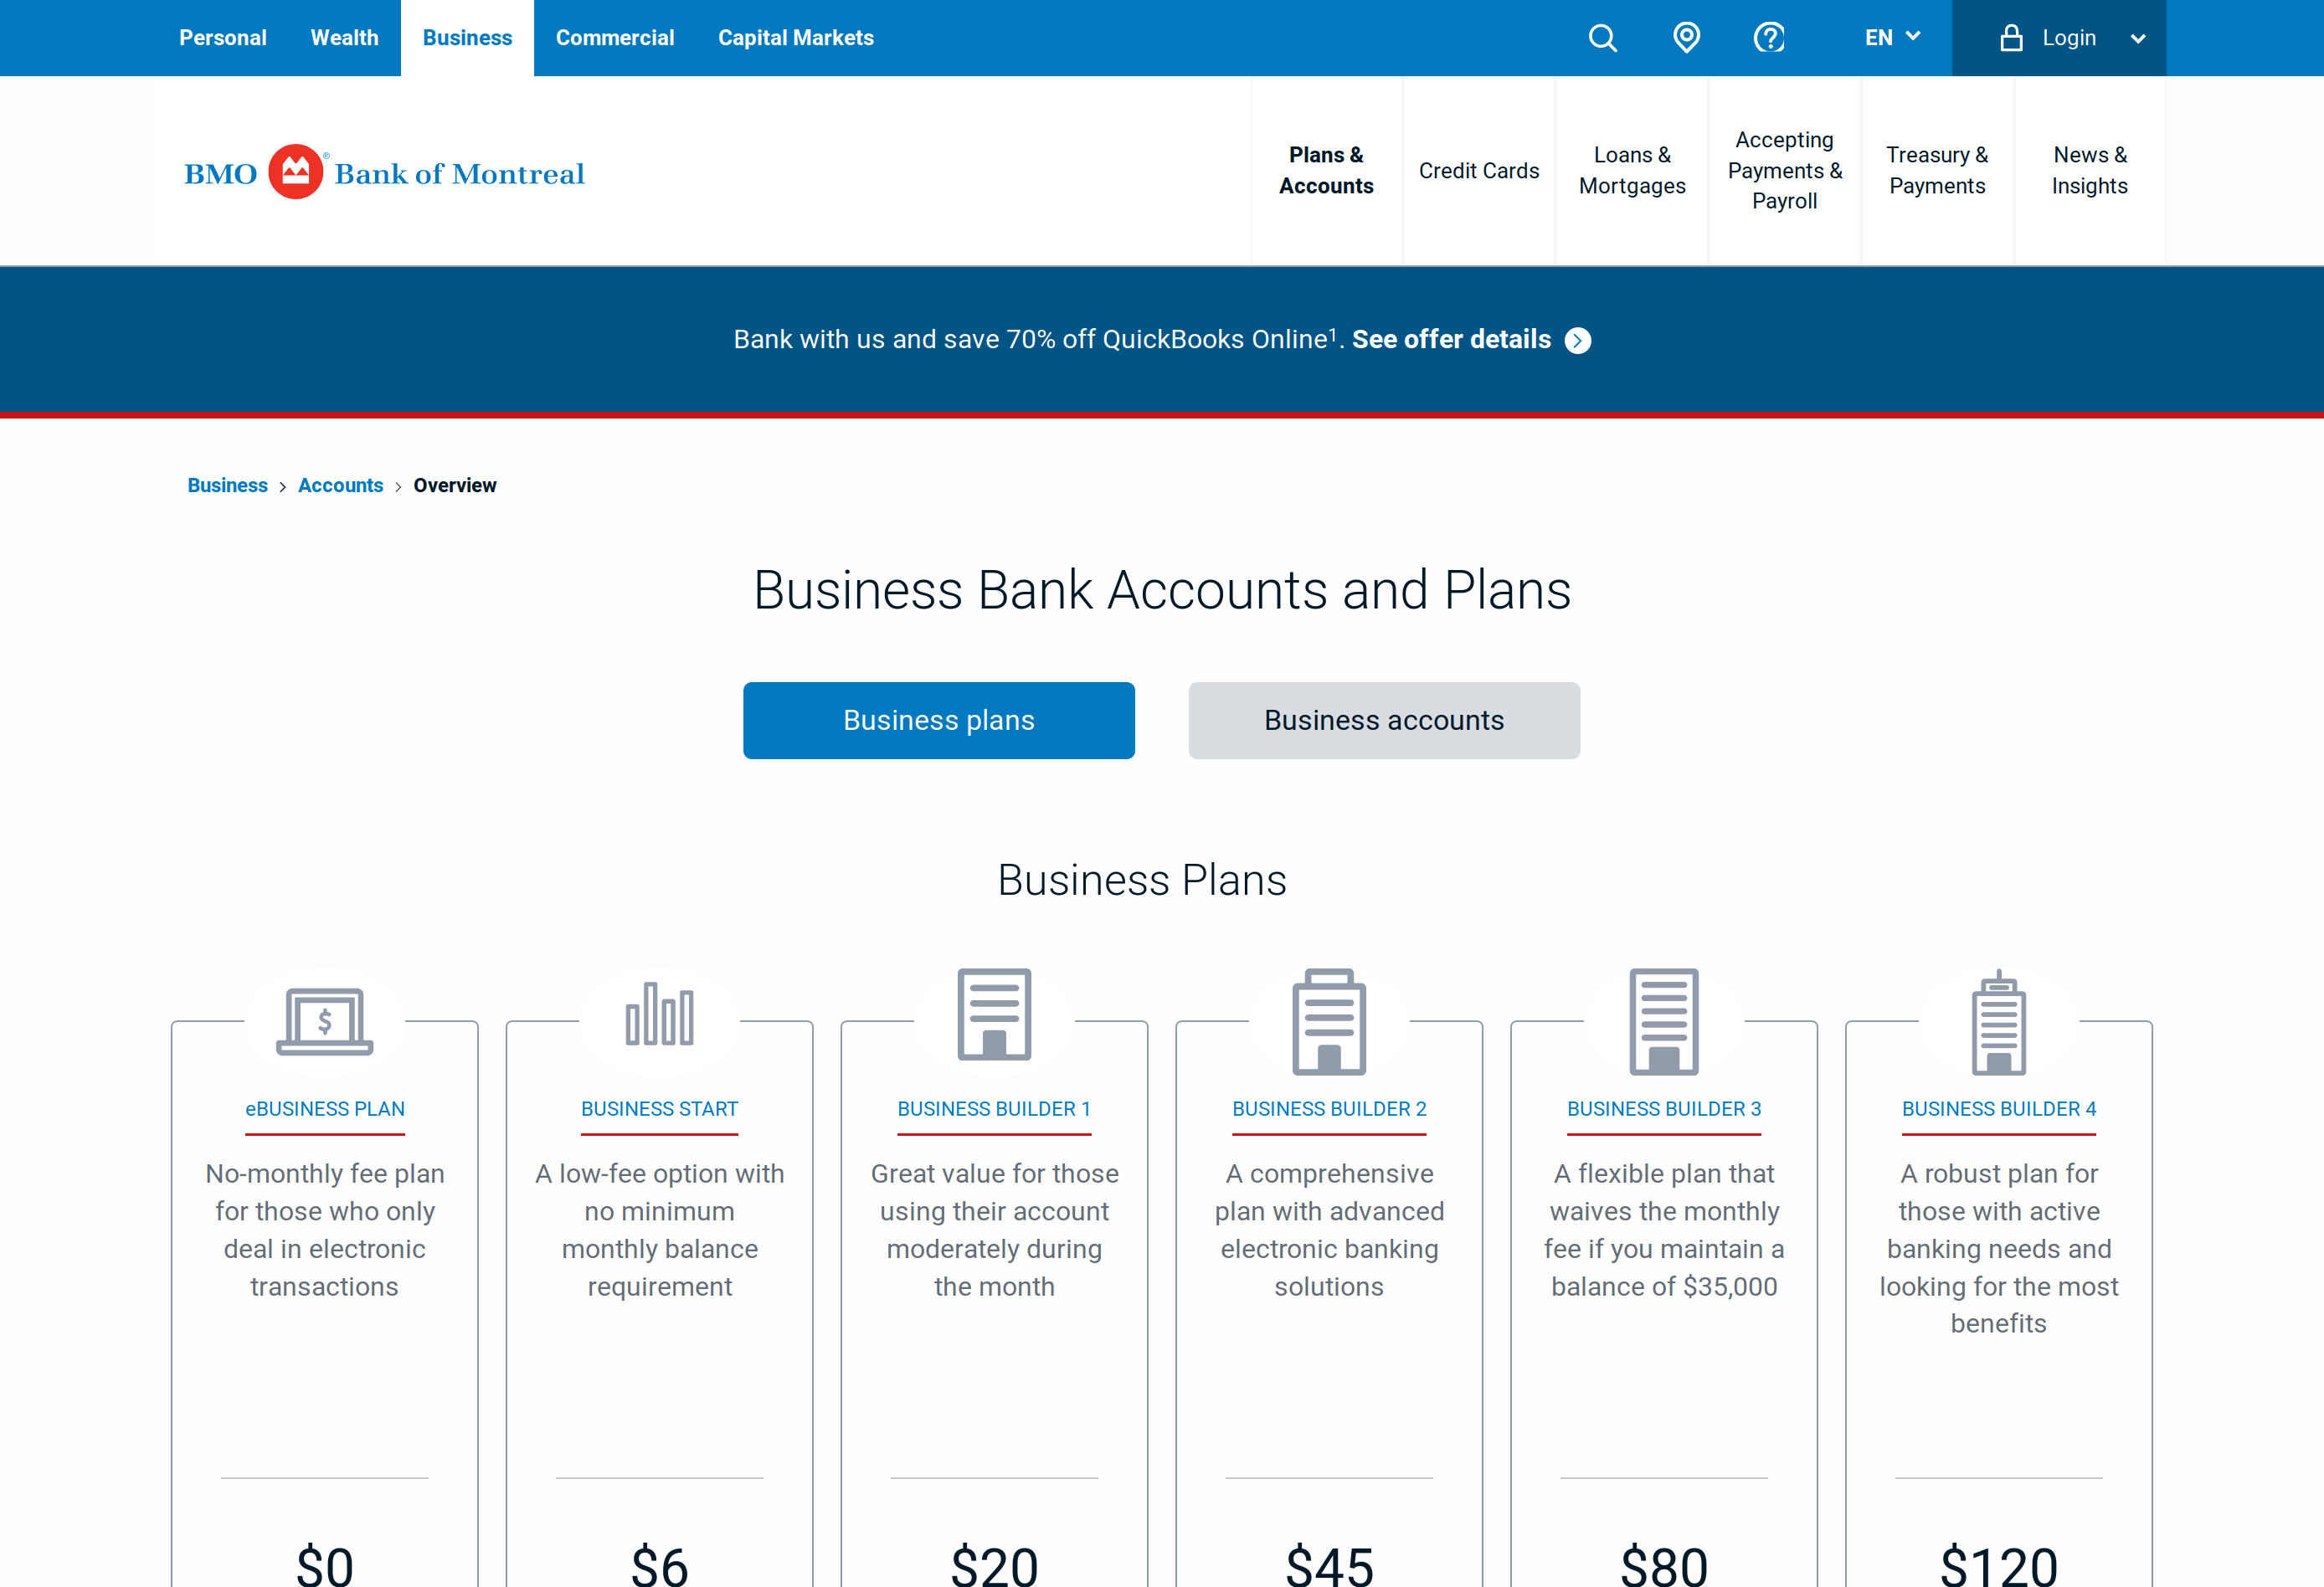 Personal
Wealth
Business
Commercial
Capital Markets
EN
Login
BMO ® Bank of Montreal
Plans &
Accounts
Credit Cards
Loans &
Mortgages
Accepting
Payments &
Payroll
Treasury &
Payments
News &
Insights
Bank with us and save 70% off QuickBooks Online1. See offer details
Business > Accounts > Overview
Business Bank Accounts and Plans
Business plans
Business accounts
Business Plans
$
eBUSINESS PLAN
No-monthly fee plan
for those who only
deal in electronic
transactions
$0
BUSINESS START
A low-fee option with
no minimum
monthly balance
requirement
$6
BUSINESS BUILDER 1
Great value for those
using their account
moderately during
the month
$20
BUSINESS BUILDER 2
A comprehensive
plan with advanced
electronic banking
solutions
$45
BUSINESS BUILDER 3
A flexible plan that
waives the monthly
fee if you maintain a
balance of $35,000
$80
BUSINESS BUILDER 4
A robust plan for
those with active
banking needs and
looking for the most
benefits
$120